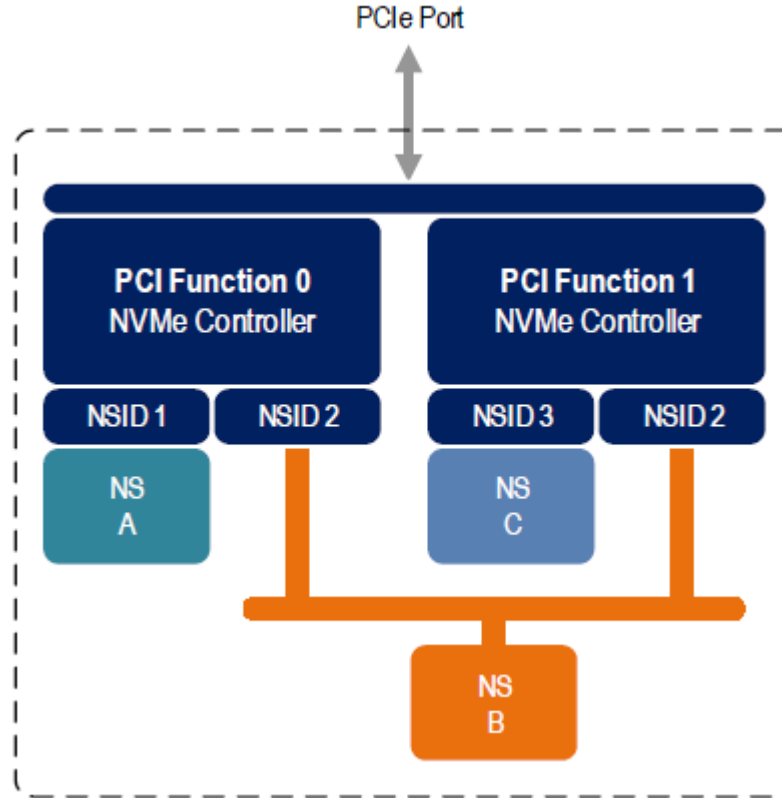 PCIe Port
PCI Function 0
NVMe Controller
PCI Function 1
NVMe Controller
NSID 1
NSID 2
NSID 3
NSID 2
NS
A
NS
C
NS
B